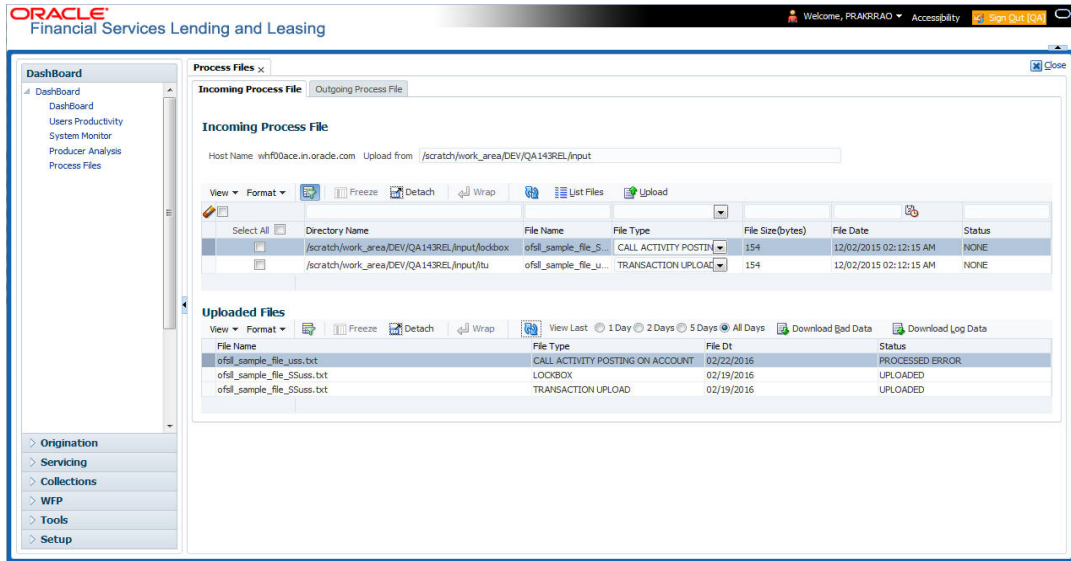 ORACLE
Financial Services Lending and Leasing
Welcome, PRAKRRAO Accessibility Sign Out [QA]
Close
DashBoard
DashBoard
DashBoard
Users Productivity
System Monitor
Producer Analysis
Process Files
Origination
Servicing
Collections
WFP
Tools
Setup
Process Files x
Incoming Process File Outgoing Process File
Incoming Process File
Host Name whf00ace.in.oracle.com Upload from /scratch/work_area/DEV/QA143REL/input
View Format Freeze Detach Wrap List Files Upload
Select All Directory Name File Name File Type File Size(bytes) File Date Status
/scratch/work_area/DEV/QA143REL/input/lockbox ofsll_sample_file_S... CALL ACTIVITY POSTIN 154 12/02/2015 02:12:15 AM NONE
/scratch/work_area/DEV/QA143REL/input/itu ofsll_sample_file_u... TRANSACTION UPLOAD 154 12/02/2015 02:12:15 AM NONE
Uploaded Files
View Format Freeze Detach Wrap View Last 1 Day 2 Days 5 Days All Days Download Bad Data Download Log Data
File Name File Type File Dt Status
ofsll_sample_file_uss.txt CALL ACTIVITY POSTING ON ACCOUNT 02/22/2016 PROCESSED ERROR
ofsll_sample_file_SSuss.txt LOCKBOX 02/19/2016 UPLOADED
ofsll_sample_file_SSuss.txt TRANSACTION UPLOAD 02/19/2016 UPLOADED